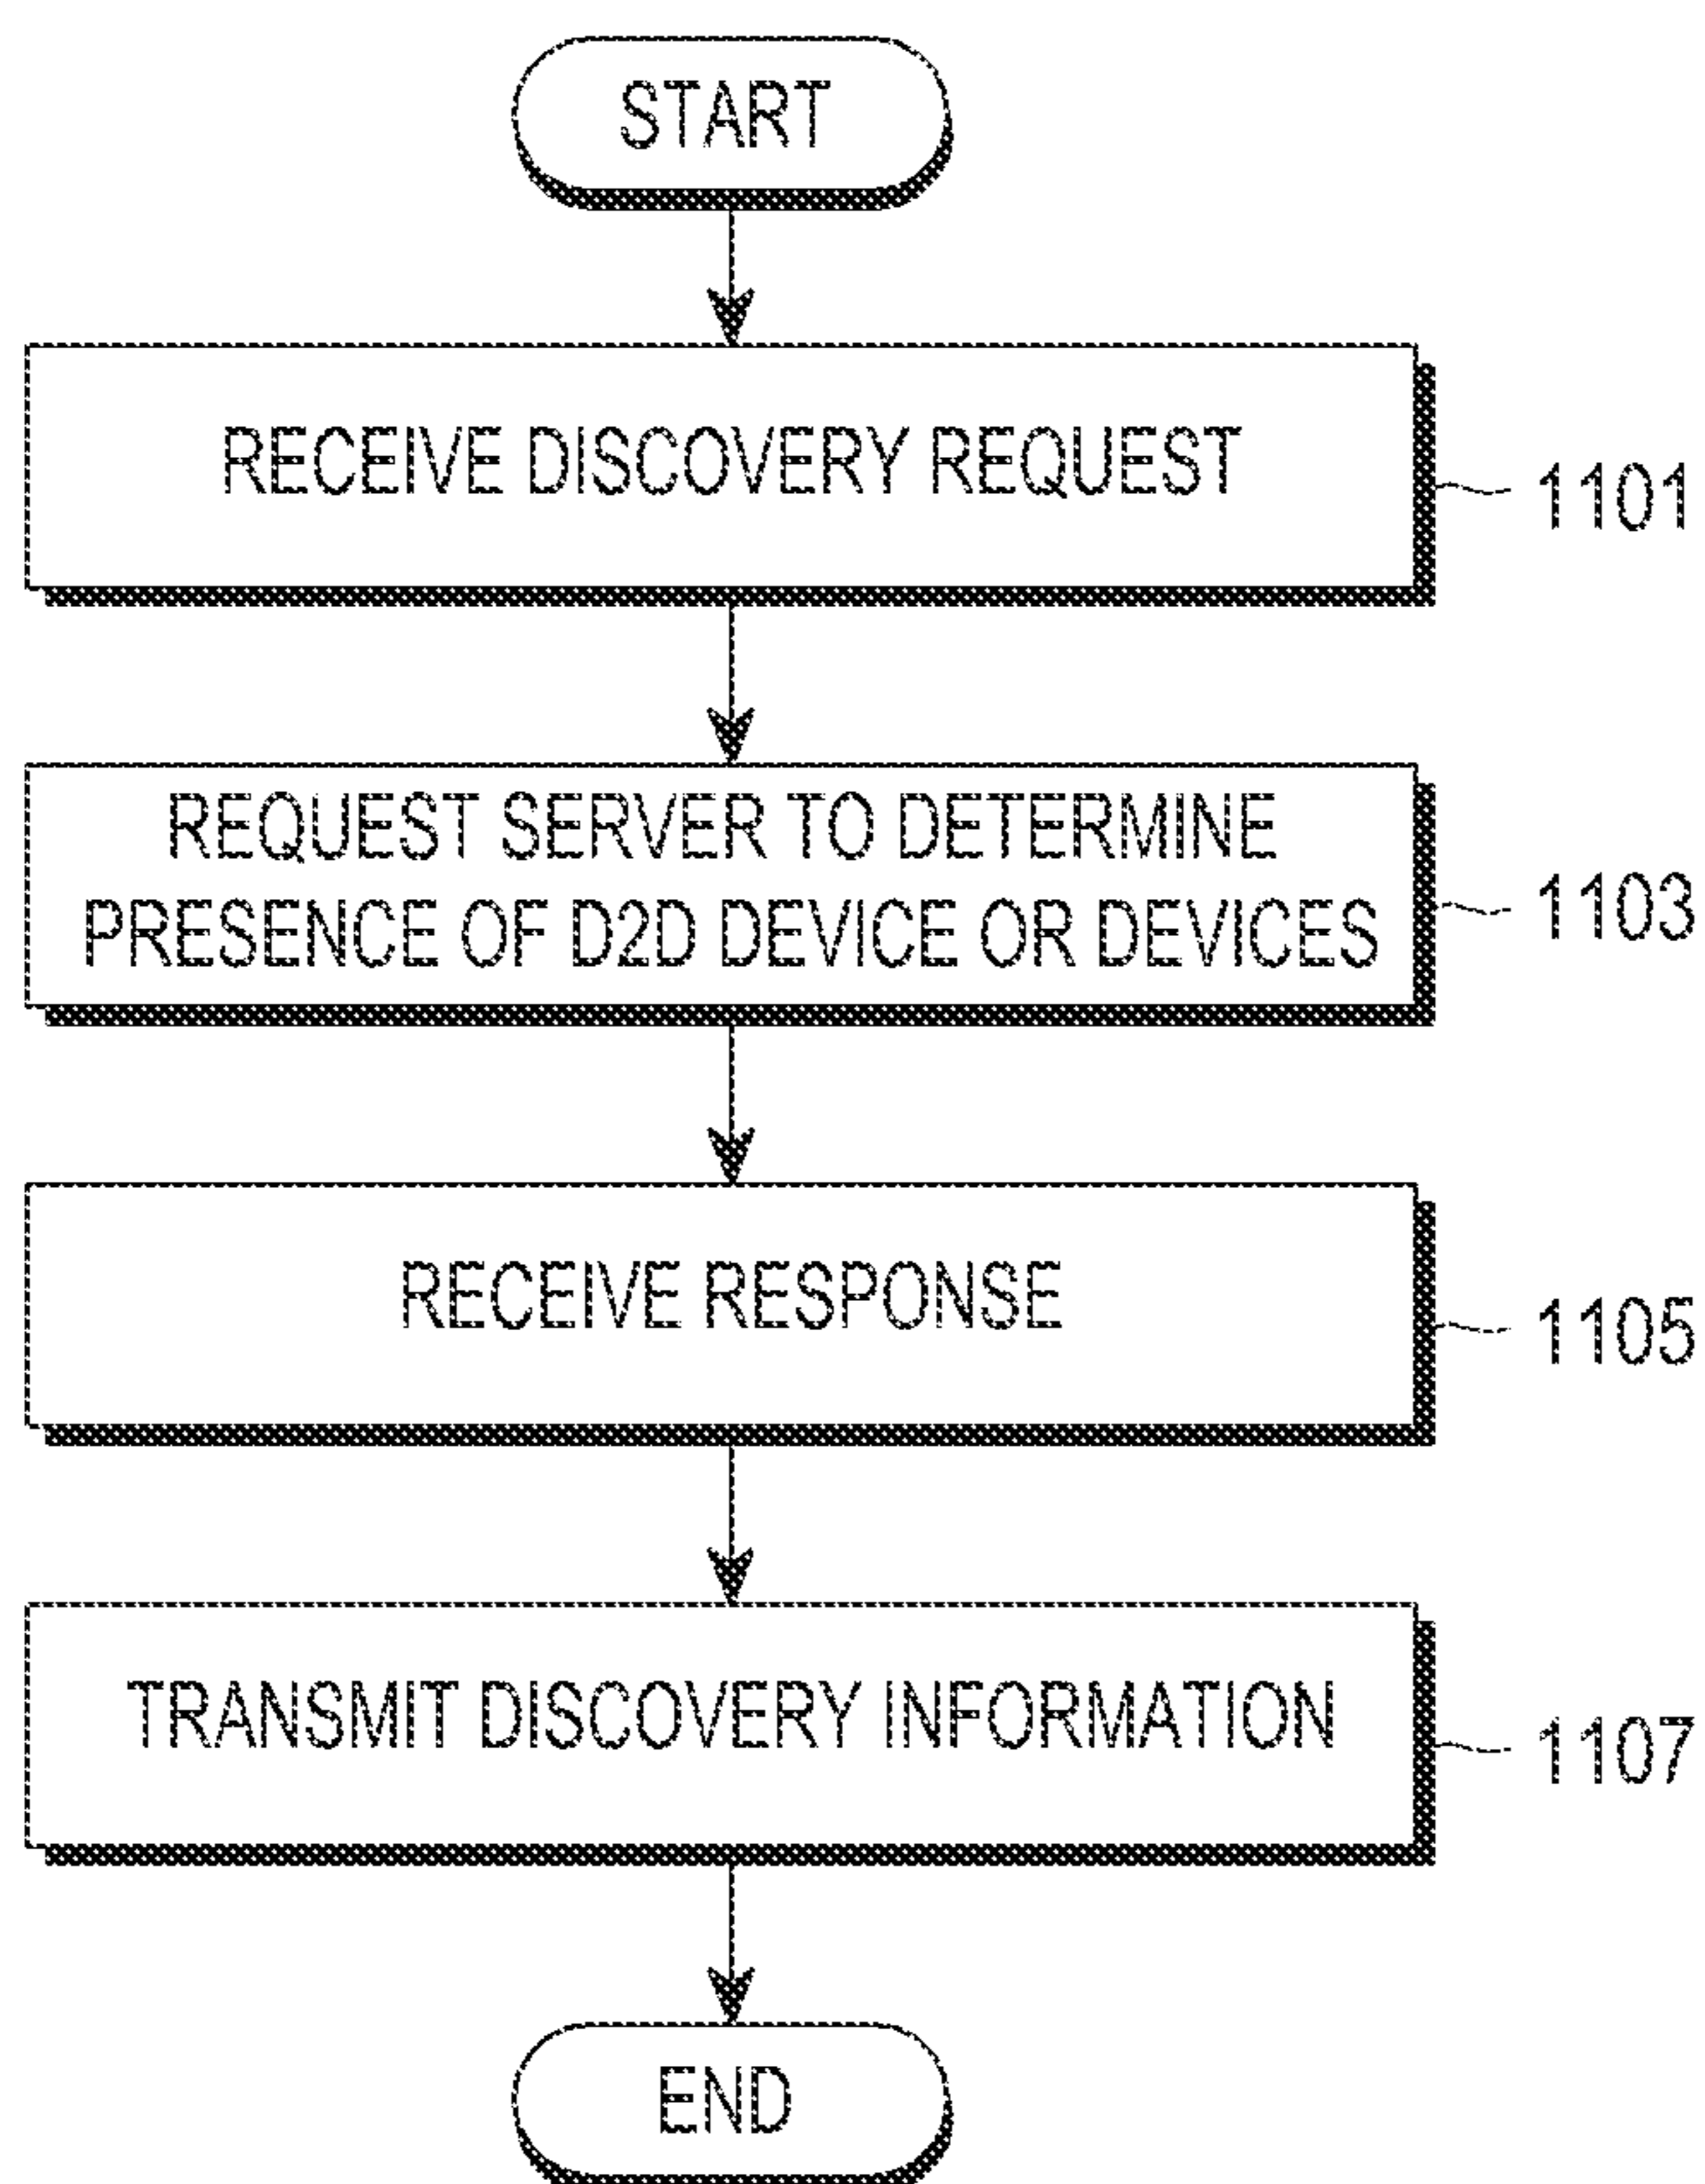 START
RECEIVE DISCOVERY REQUEST
1101
REQUEST SERVER TO DETERMINE
PRESENCE OF D2D DEVICE OR DEVICES
1103
RECEIVE RESPONSE
1105
TRANSMIT DISCOVERY INFORMATION
1107
END